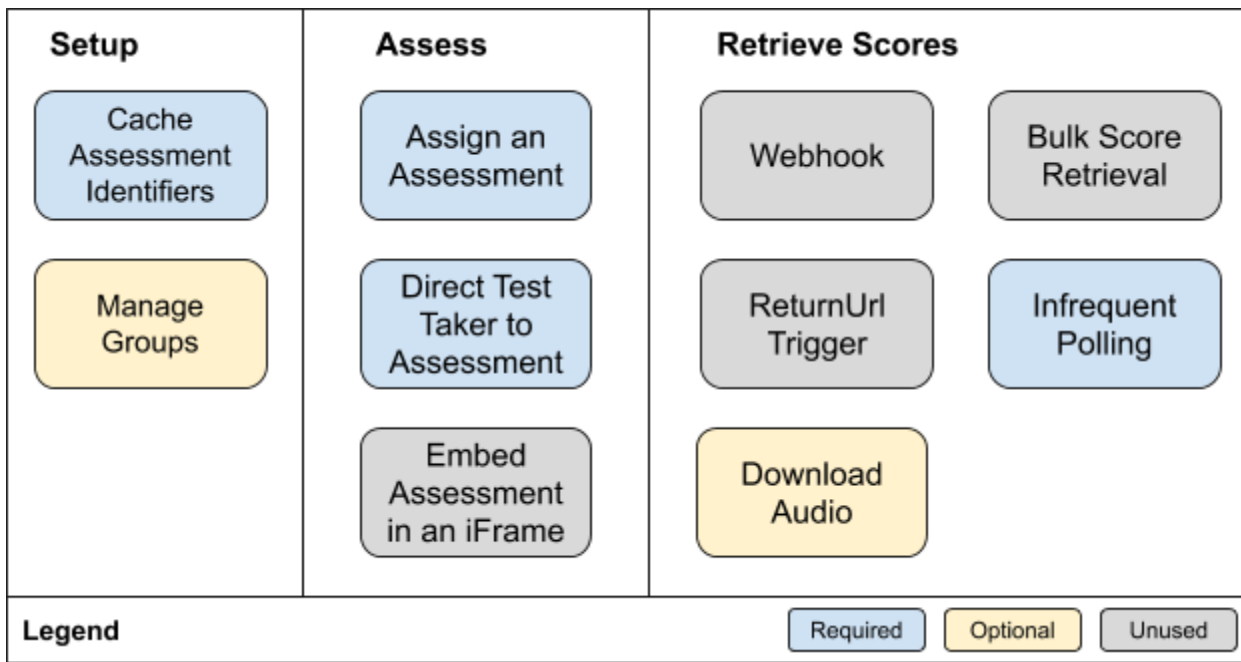 Setup
Cache
Assessment
Identifiers
Manage
Groups
Assess
Assign an
Assessment
Direct Test
Taker to
Assessment
Embed
Assessment
in an iFrame
Retrieve Scores
Webhook
Bulk Score
Retrieval
ReturnUrl
Trigger
Infrequent
Polling
Download
Audio
Legend
Required
Optional
Unused